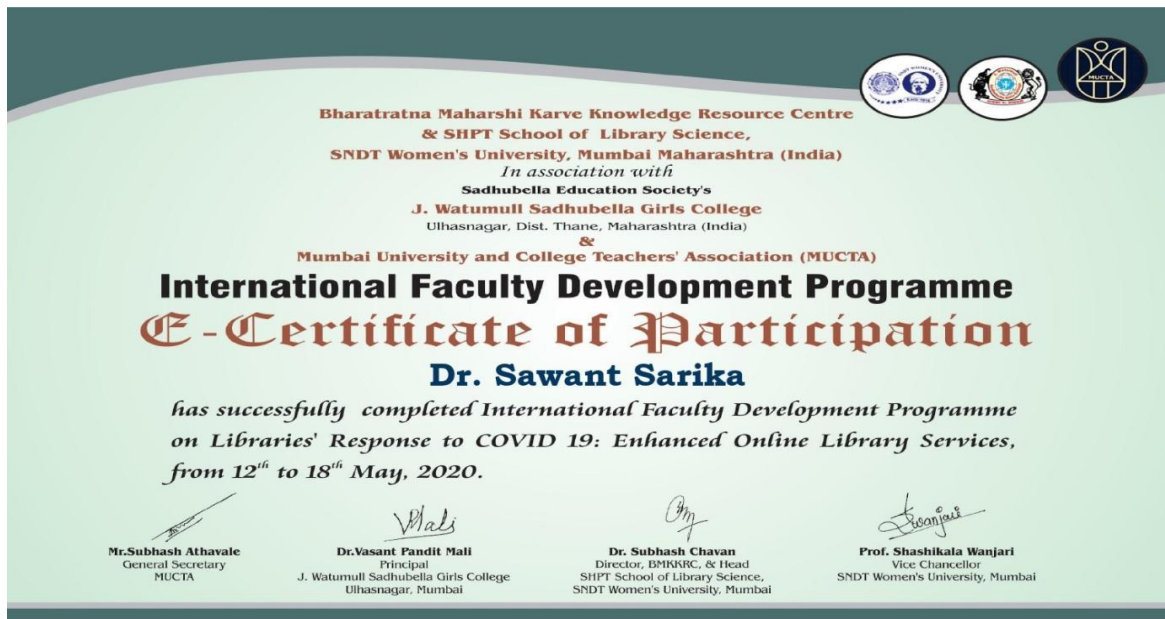 MUCTA
Bharatratna Maharshi Karve Knowledge Resource Centre
& SHPT School of Library Science,
SNDT Women's University, Mumbai Maharashtra (India)
In association with
Sadhubella Education Society's
J. Watumull Sadhubella Girls College
Ulhasnagar, Dist. Thane, Maharashtra (India)
&
Mumbai University and College Teachers' Association (MUCTA)
International Faculty Development Programme
E-Certificate of Participation
Dr. Sawant Sarika
has successfully completed International Faculty Development Programme
on Libraries' Response to COVID 19: Enhanced Online Library Services,
from 12th to 18th May, 2020.
Mr.Subhash Athavale
General Secretary
MUCTA
Dr.Vasant Pandit Mali
Principal
J. Watumull Sadhubella Girls College
Ulhasnagar, Mumbai
Dr. Subhash Chavan
Director, BMKKRC, & Head
SHPT School of Library Science,
SNDT Women's University, Mumbai
Prof. Shashikala Wanjari
Vice Chancellor
SNDT Women's University, Mumbai